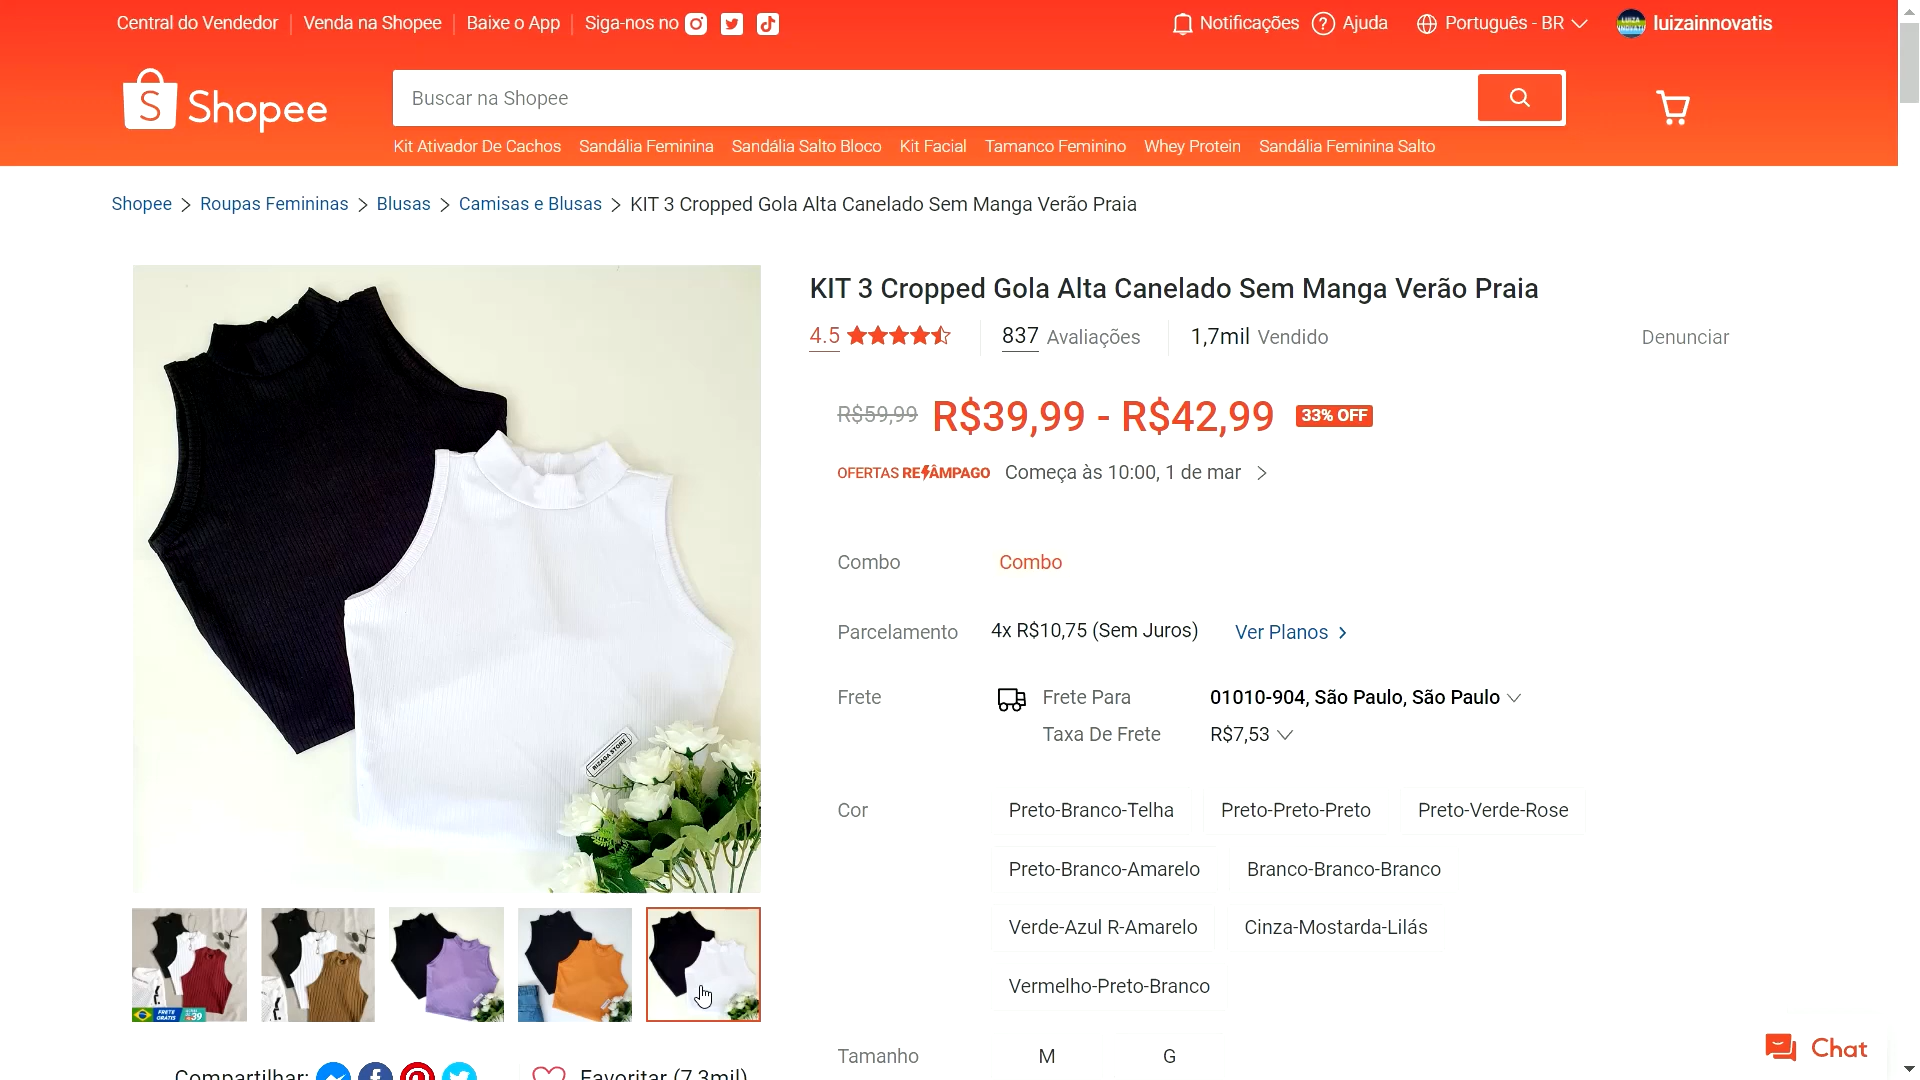 Central do Vendedor
Venda na Shopee
Baixe o App
Siga-nos no
Notificações
Ajuda
Português - BR
luizainnovatis
Shopee
Buscar na Shopee
Kit Ativador De Cachos
Sandália Feminina
Sandália Salto Bloco
Kit Facial
Tamanco Feminino
Whey Protein
Sandália Feminina Salto
Shopee > Roupas Femininas > Blusas > Camisas e Blusas > KIT 3 Cropped Gola Alta Canelado Sem Manga Verão Praia
KIT 3 Cropped Gola Alta Canelado Sem Manga Verão Praia
4.5
837 Avaliações
1,7mil Vendido
Denunciar
R$59,99 R$39,99 - R$42,99 33% OFF
OFERTAS RELÂMPAGO Começa às 10:00, 1 de mar
Combo Combo
Parcelamento 4x R$10,75 (Sem Juros) Ver Planos
Frete Frete Para 01010-904, São Paulo, São Paulo
Taxa De Frete R$7,53
RIZAGA STORE
Cor Preto-Branco-Telha Preto-Preto-Preto Preto-Verde-Rose
Preto-Branco-Amarelo Branco-Branco-Branco
Verde-Azul R-Amarelo Cinza-Mostarda-Lilás
Vermelho-Preto-Branco
FRETE GRÁTIS
Tamanho M G
Chat
Compartilhar:
Favoritar (7,3mil)